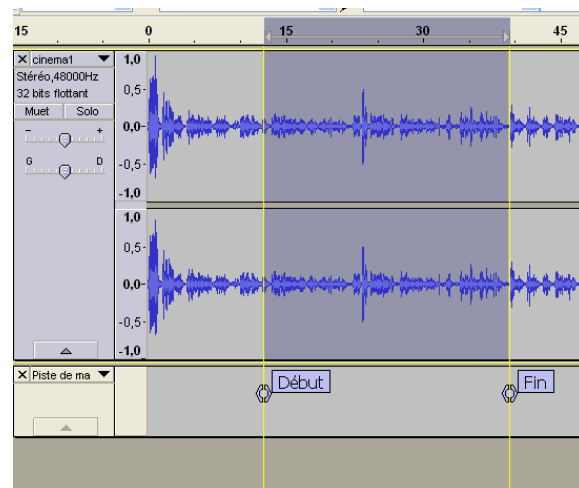 15 0 15 30 45
cinema1
Stéréo,48000Hz
32 bits flottant
Muet Solo
- +
G D
1,0
0,5-
0,0-
-0,5-
-1,0
1,0
0,5-
0,0-
-0,5-
-1,0
Piste de ma
Début
Fin